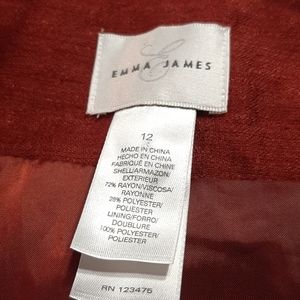 EMMA JAMES
12
MADE IN CHINA
HECHO EN CHINA
FABRIQUÉ EN CHINE
SHELL/ARMAZÓN/
EXTERIEUR
72% RAYON/VISCOSA/
RAYONNE
28% POLYESTER/
POLIESTER
LINING/FORRO/
DOUBLURE
100% POLYESTER/
POLIESTER
RN 123475